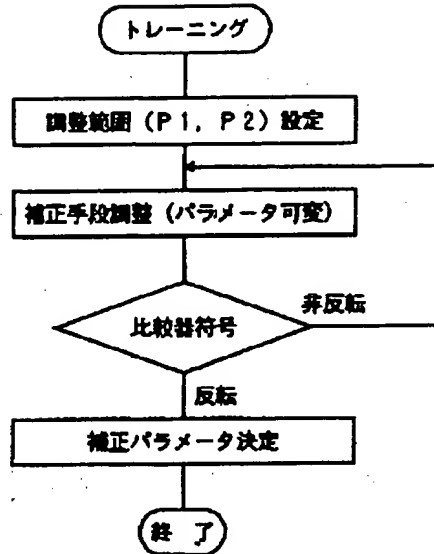 トレーニング
調整範囲（P1，P2）設定
補正手段調整（パラメータ可変）
比較器符号
非反転
反転
補正パラメータ決定
終了